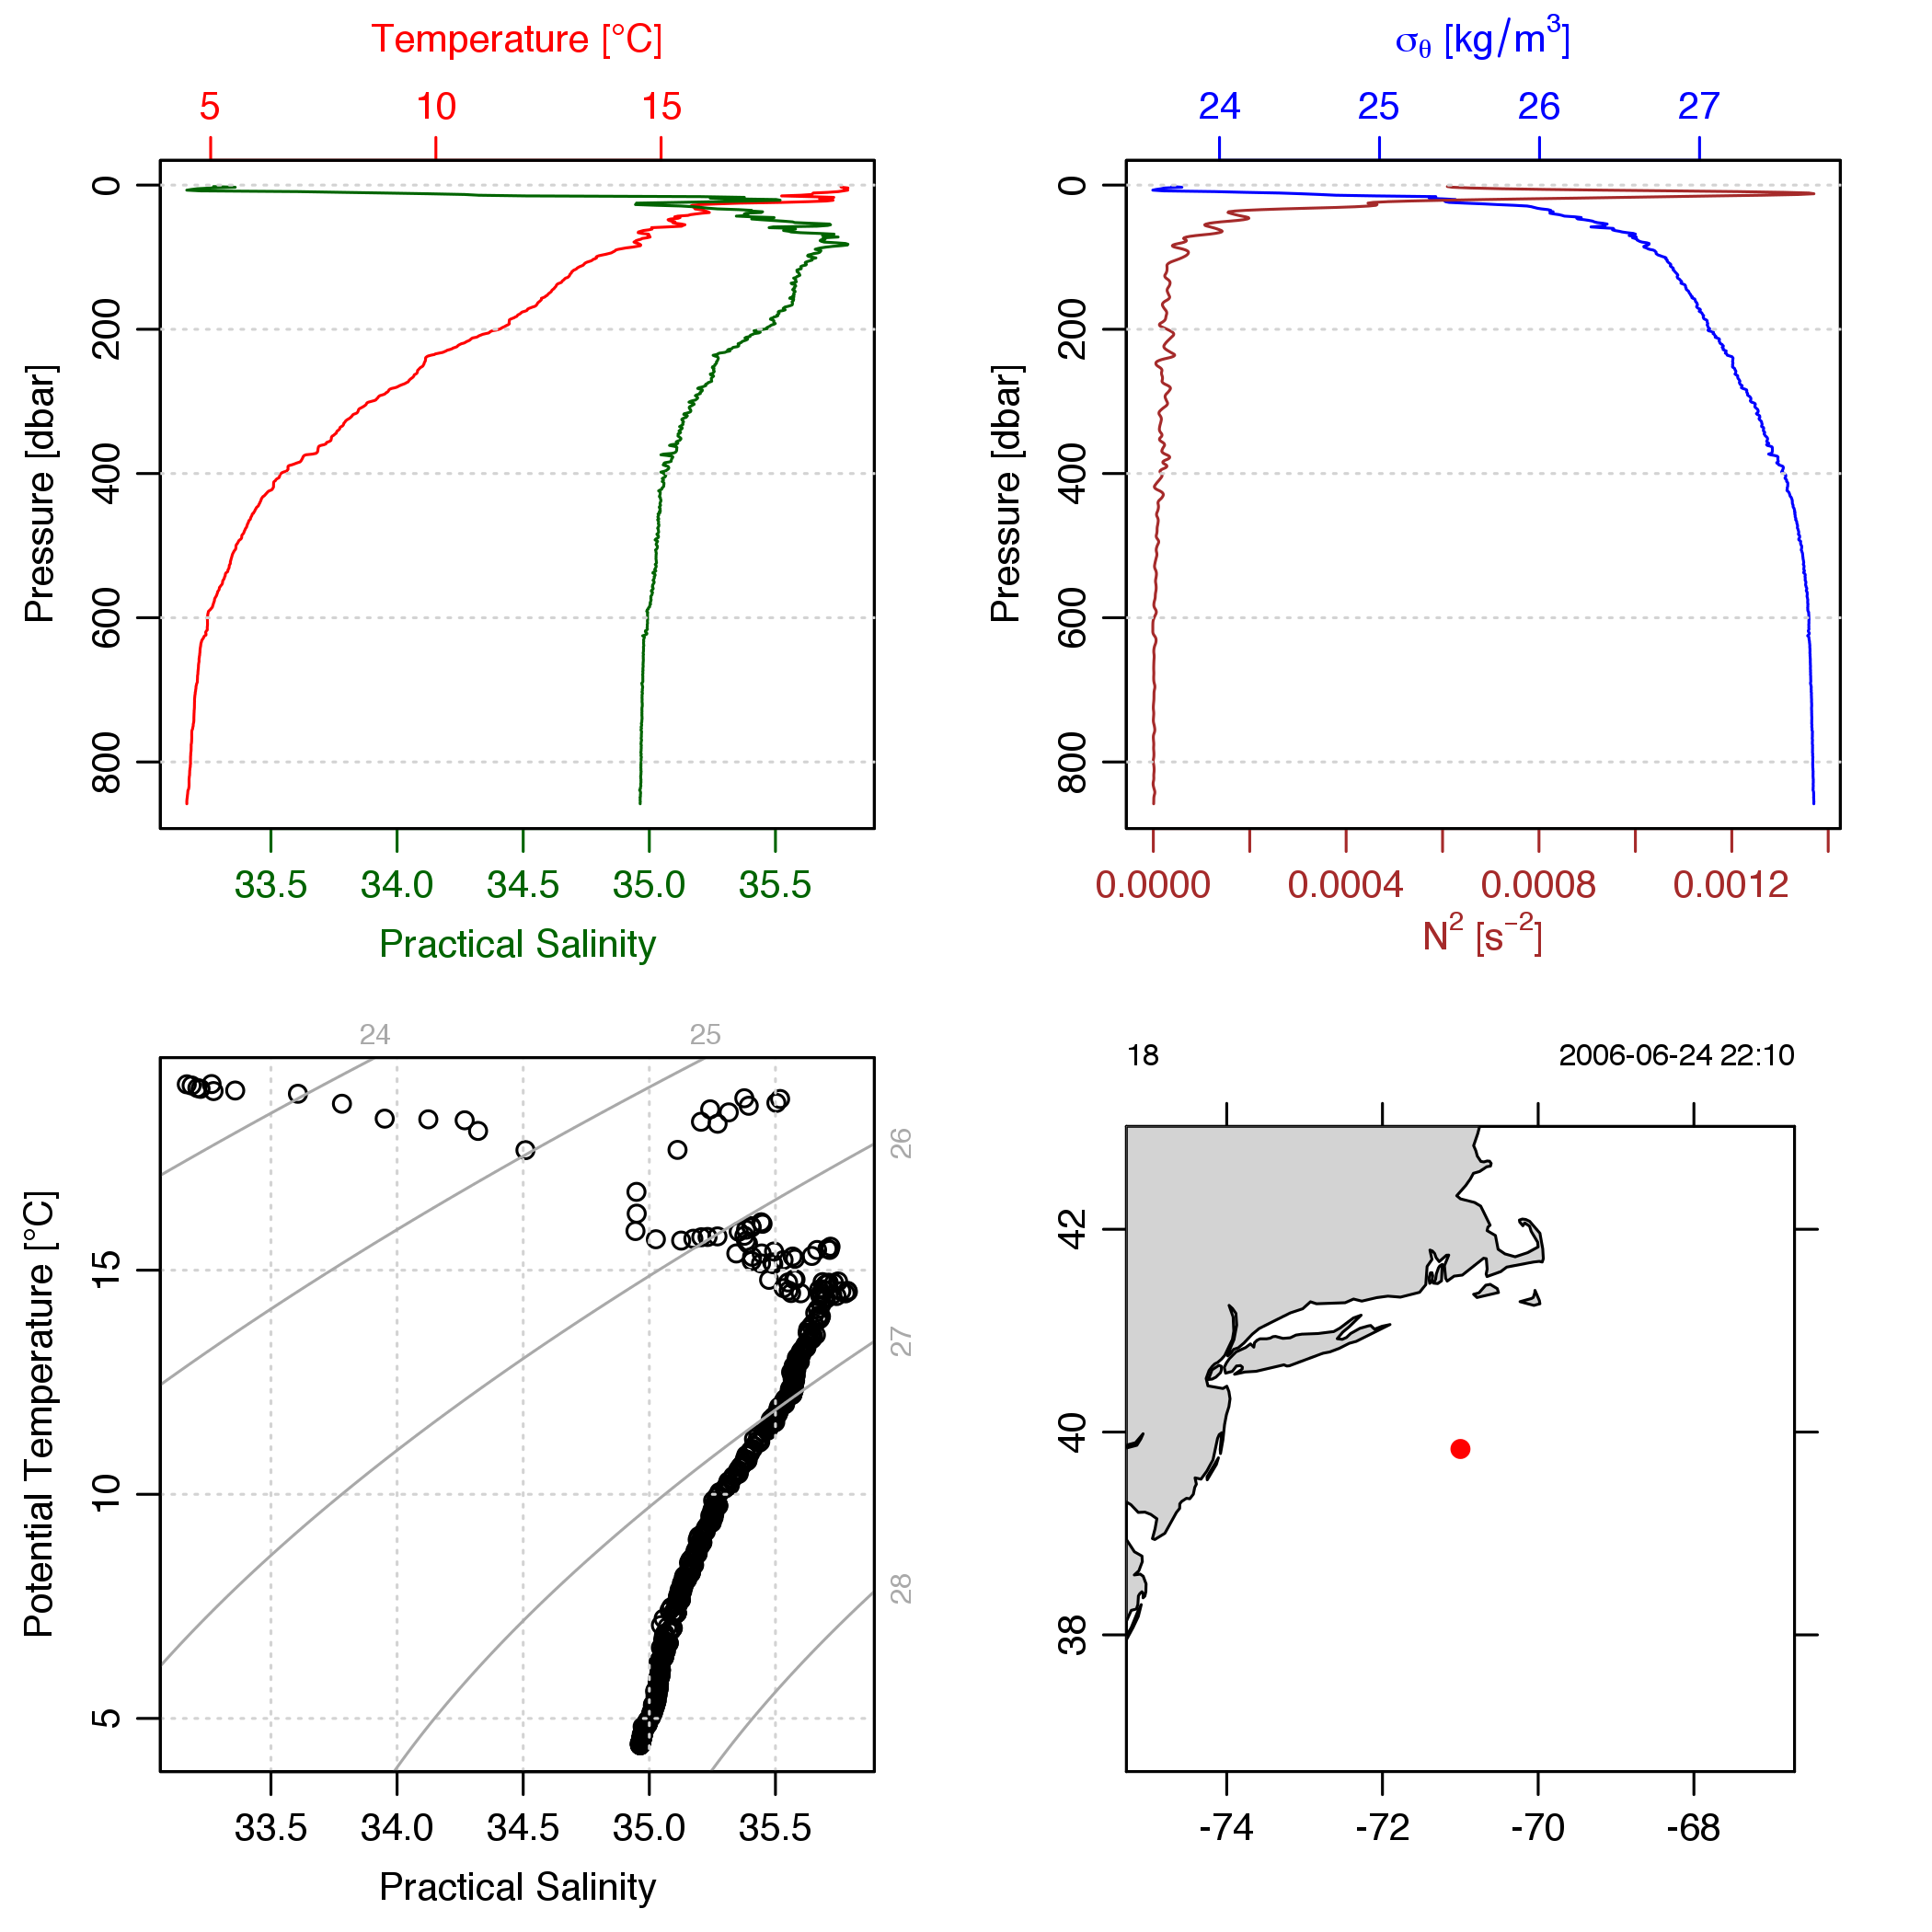 Temperature [°C]
5 10 15
0
200
400
600
800
Pressure [dbar]
33.5 34.0 34.5 35.0 35.5
Practical Salinity
σθ [kg/m3]
24 25 26 27
0
200
400
600
800
Pressure [dbar]
0.0000 0.0004 0.0008 0.0012
N2 [s−2]
24 25
26
27
28
15
10
5
Potential Temperature [°C]
33.5 34.0 34.5 35.0 35.5
Practical Salinity
18 2006-06-24 22:10
42
40
38
-74 -72 -70 -68